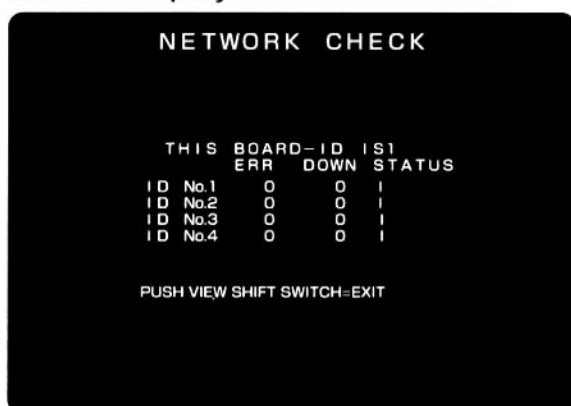 NETWORK CHECK
THIS BOARD-ID IS1
ERR DOWN STATUS
ID No.1 0 0 I
ID No.2 0 0 I
ID No.3 0 0 I
ID No.4 0 0 I
PUSH VIEW SHIFT SWITCH=EXIT